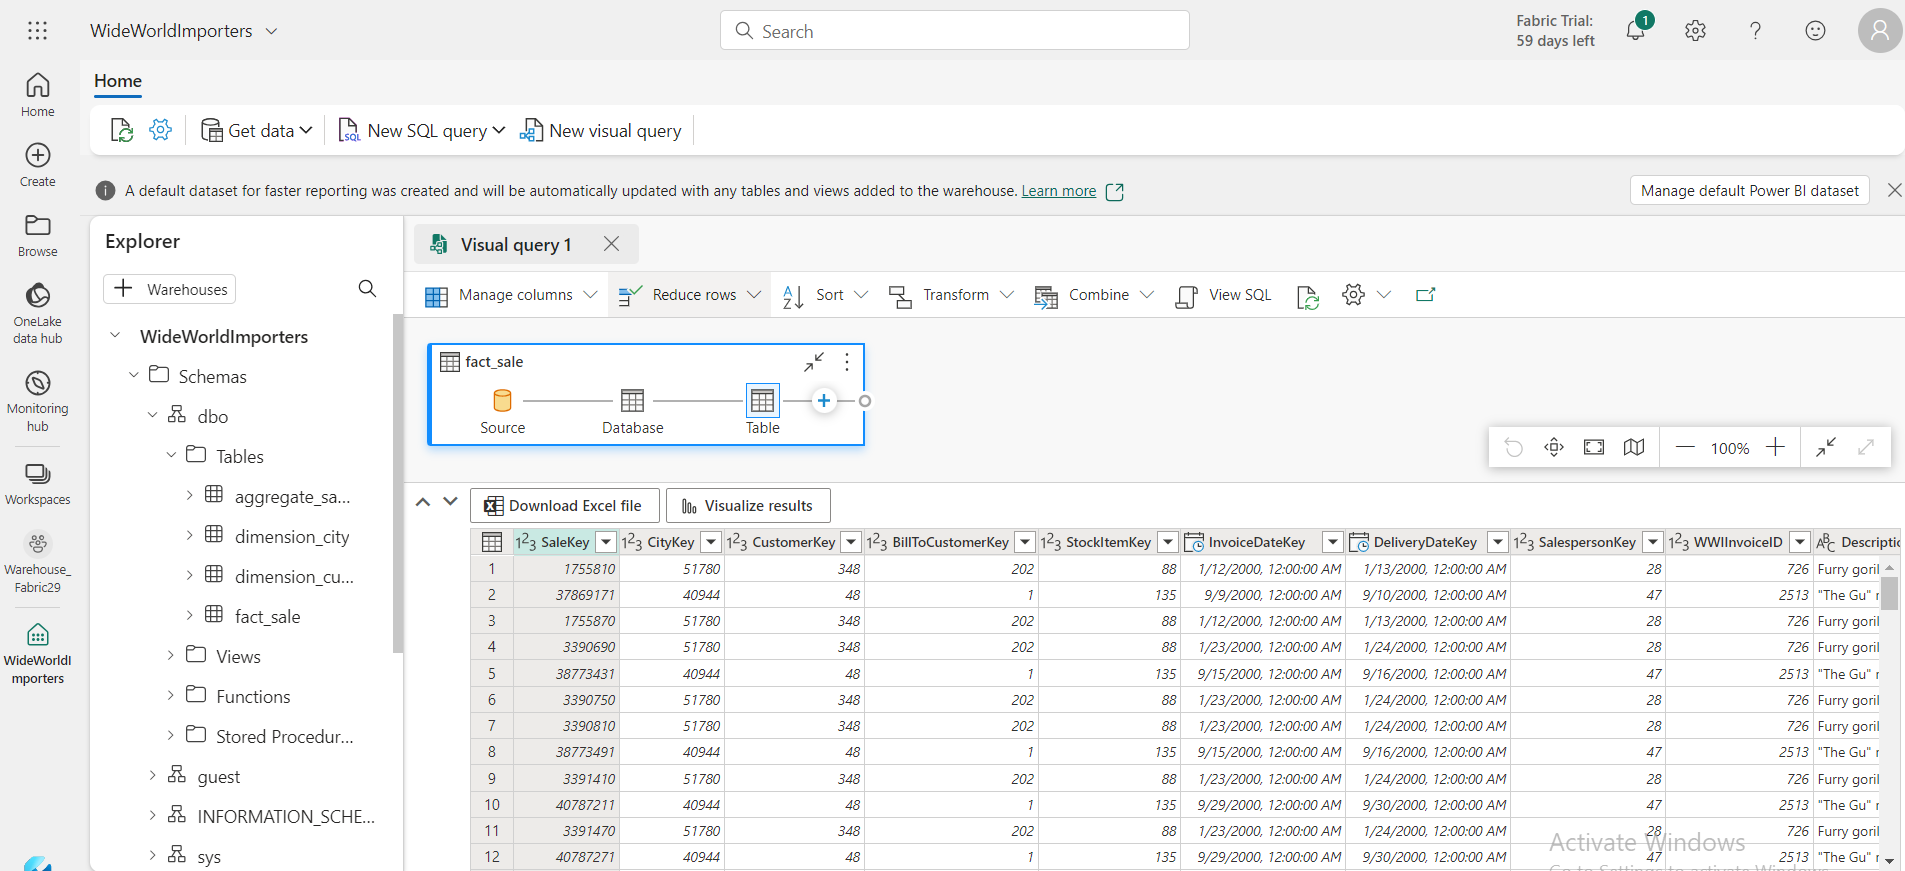 WideWorldImporters
Search
Fabric Trial:
59 days left
1
Home
Home
Create
Browse
OneLake
data hub
Monitoring
hub
Workspaces
Warehouse_
Fabric29
WideWorldI
mporters
Get data
New SQL query
New visual query
A default dataset for faster reporting was created and will be automatically updated with any tables and views added to the warehouse. Learn more
Manage default Power BI dataset
Explorer
Warehouses
WideWorldImporters
Schemas
dbo
Tables
aggregate_sa...
dimension_city
dimension_cu...
fact_sale
Views
Functions
Stored Procedur...
guest
INFORMATION_SCHE...
sys
Visual query 1
Manage columns
Reduce rows
Sort
Transform
Combine
View SQL
fact_sale
Source
Database
Table
100%
Download Excel file
Visualize results
123 SaleKey 123 CityKey 123 CustomerKey 123 BillToCustomerKey 123 StockItemKey InvoiceDateKey DeliveryDateKey 123 SalespersonKey 123 WWIInvoiceID ABC Descriptic
1 1755810 51780 348 202 88 1/12/2000, 12:00:00 AM 1/13/2000, 12:00:00 AM 28 726 Furry goril
2 37869171 40944 48 1 135 9/9/2000, 12:00:00 AM 9/10/2000, 12:00:00 AM 47 2513 "The Gu" r
3 1755870 51780 348 202 88 1/12/2000, 12:00:00 AM 1/13/2000, 12:00:00 AM 28 726 Furry goril
4 3390690 51780 348 202 88 1/23/2000, 12:00:00 AM 1/24/2000, 12:00:00 AM 28 726 Furry goril
5 38773431 40944 48 1 135 9/15/2000, 12:00:00 AM 9/16/2000, 12:00:00 AM 47 2513 "The Gu" r
6 3390750 51780 348 202 88 1/23/2000, 12:00:00 AM 1/24/2000, 12:00:00 AM 28 726 Furry goril
7 3390810 51780 348 202 88 1/23/2000, 12:00:00 AM 1/24/2000, 12:00:00 AM 28 726 Furry goril
8 38773491 40944 48 1 135 9/15/2000, 12:00:00 AM 9/16/2000, 12:00:00 AM 47 2513 "The Gu" r
9 3391410 51780 348 202 88 1/23/2000, 12:00:00 AM 1/24/2000, 12:00:00 AM 28 726 Furry goril
10 40787211 40944 48 1 135 9/29/2000, 12:00:00 AM 9/30/2000, 12:00:00 AM 47 2513 "The Gu" r
11 3391470 51780 348 202 88 1/23/2000, 12:00:00 AM 1/24/2000, 12:00:00 AM 28 726 Furry goril
12 40787271 40944 48 1 135 9/29/2000, 12:00:00 AM 9/30/2000, 12:00:00 AM 47 2513 "The Gu" r
Activate Windows